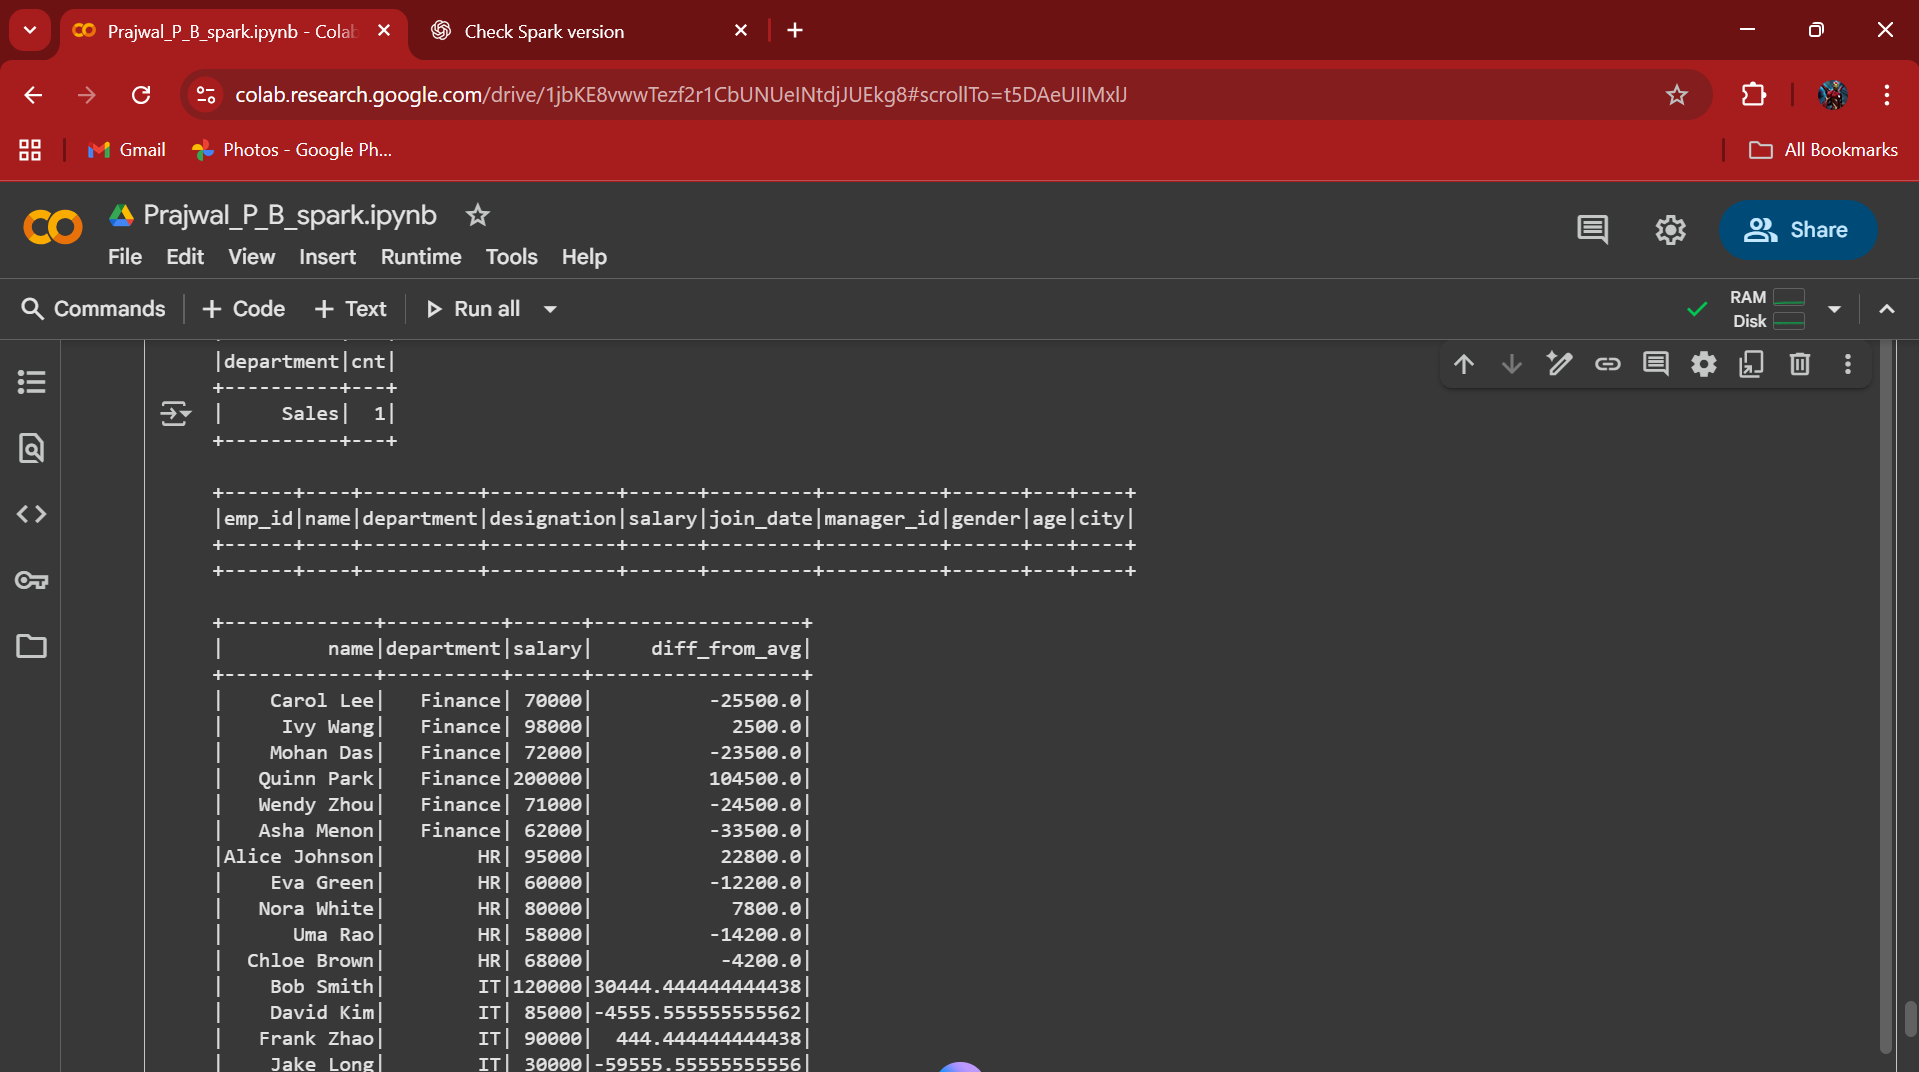 Prajwal_P_B_spark.ipynb - Colab
Check Spark version
colab.research.google.com/drive/1jbKE8vwwTezf2r1CbUNUeINtdjJUEkg8#scrollTo=t5DAeUIIMxlJ
Gmail
Photos - Google Ph...
All Bookmarks
Prajwal_P_B_spark.ipynb
Share
File Edit View Insert Runtime Tools Help
Commands + Code + Text Run all
RAM
Disk
|department|cnt|
+----------+---+
|     Sales|  1|
+----------+---+
+------+----+----------+-----------+------+---------+----------+------+---+----+
|emp_id|name|department|designation|salary|join_date|manager_id|gender|age|city|
+------+----+----------+-----------+------+---------+----------+------+---+----+
+------+----+----------+-----------+------+---------+----------+------+---+----+
+-------------+----------+------+------------------+
|         name|department|salary|     diff_from_avg|
+-------------+----------+------+------------------+
|    Carol Lee|   Finance| 70000|          -25500.0|
|     Ivy Wang|   Finance| 98000|            2500.0|
|    Mohan Das|   Finance| 72000|          -23500.0|
|   Quinn Park|   Finance|200000|          104500.0|
|   Wendy Zhou|   Finance| 71000|          -24500.0|
|   Asha Menon|   Finance| 62000|          -33500.0|
|Alice Johnson|        HR| 95000|           22800.0|
|    Eva Green|        HR| 60000|          -12200.0|
|   Nora White|        HR| 80000|            7800.0|
|      Uma Rao|        HR| 58000|          -14200.0|
|  Chloe Brown|        HR| 68000|           -4200.0|
|    Bob Smith|        IT|120000|30444.444444444438|
|    David Kim|        IT| 85000|-4555.555555555562|
|   Frank Zhao|        IT| 90000|  444.444444444438|
|    Jake Long|        IT| 30000|-59555.55555555556|